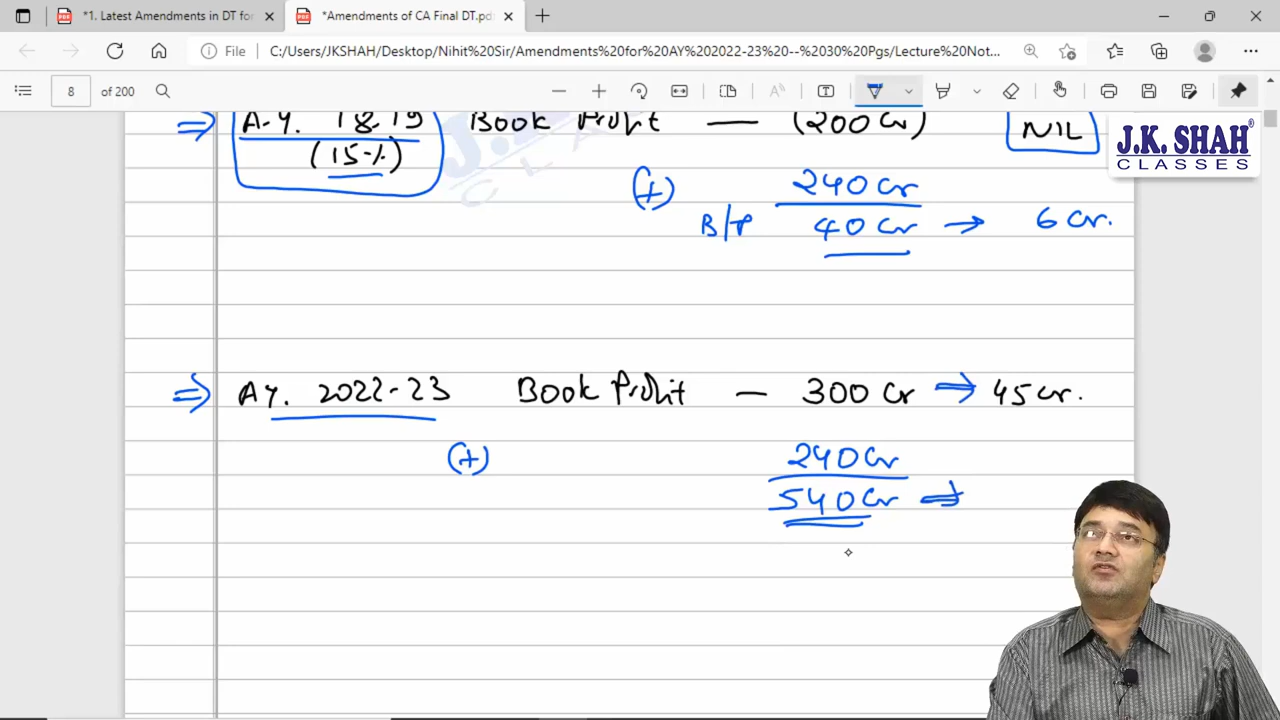 *1. Latest Amendments in DT for
*Amendments of CA Final DT.pd
File
C:/Users/JKSHAH/Desktop/Nihit%20Sir/Amendments%20for%20AY%202022-23%20--%2030%20Pgs/Lecture%20Not...
8 of 200
⇒ A.Y. 18-19 Book Profit — (200 Cr) NIL
(15%)
J.K. SHAH®
CLASSES
(+) 240 Cr
B/P 40 Cr → 6 Cr.
⇒ AY. 2022-23 Book Profit — 300 Cr → 45 Cr.
(+) 240 Cr
540 Cr ⇒